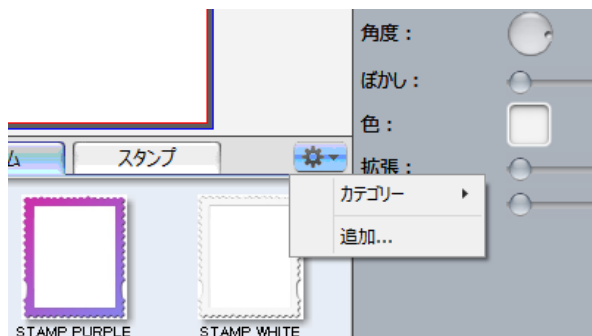 角度：
ぼかし：
色：
ム
スタンプ
拡張：
カテゴリー
追加...
STAMP PURPLE
STAMP WHITE